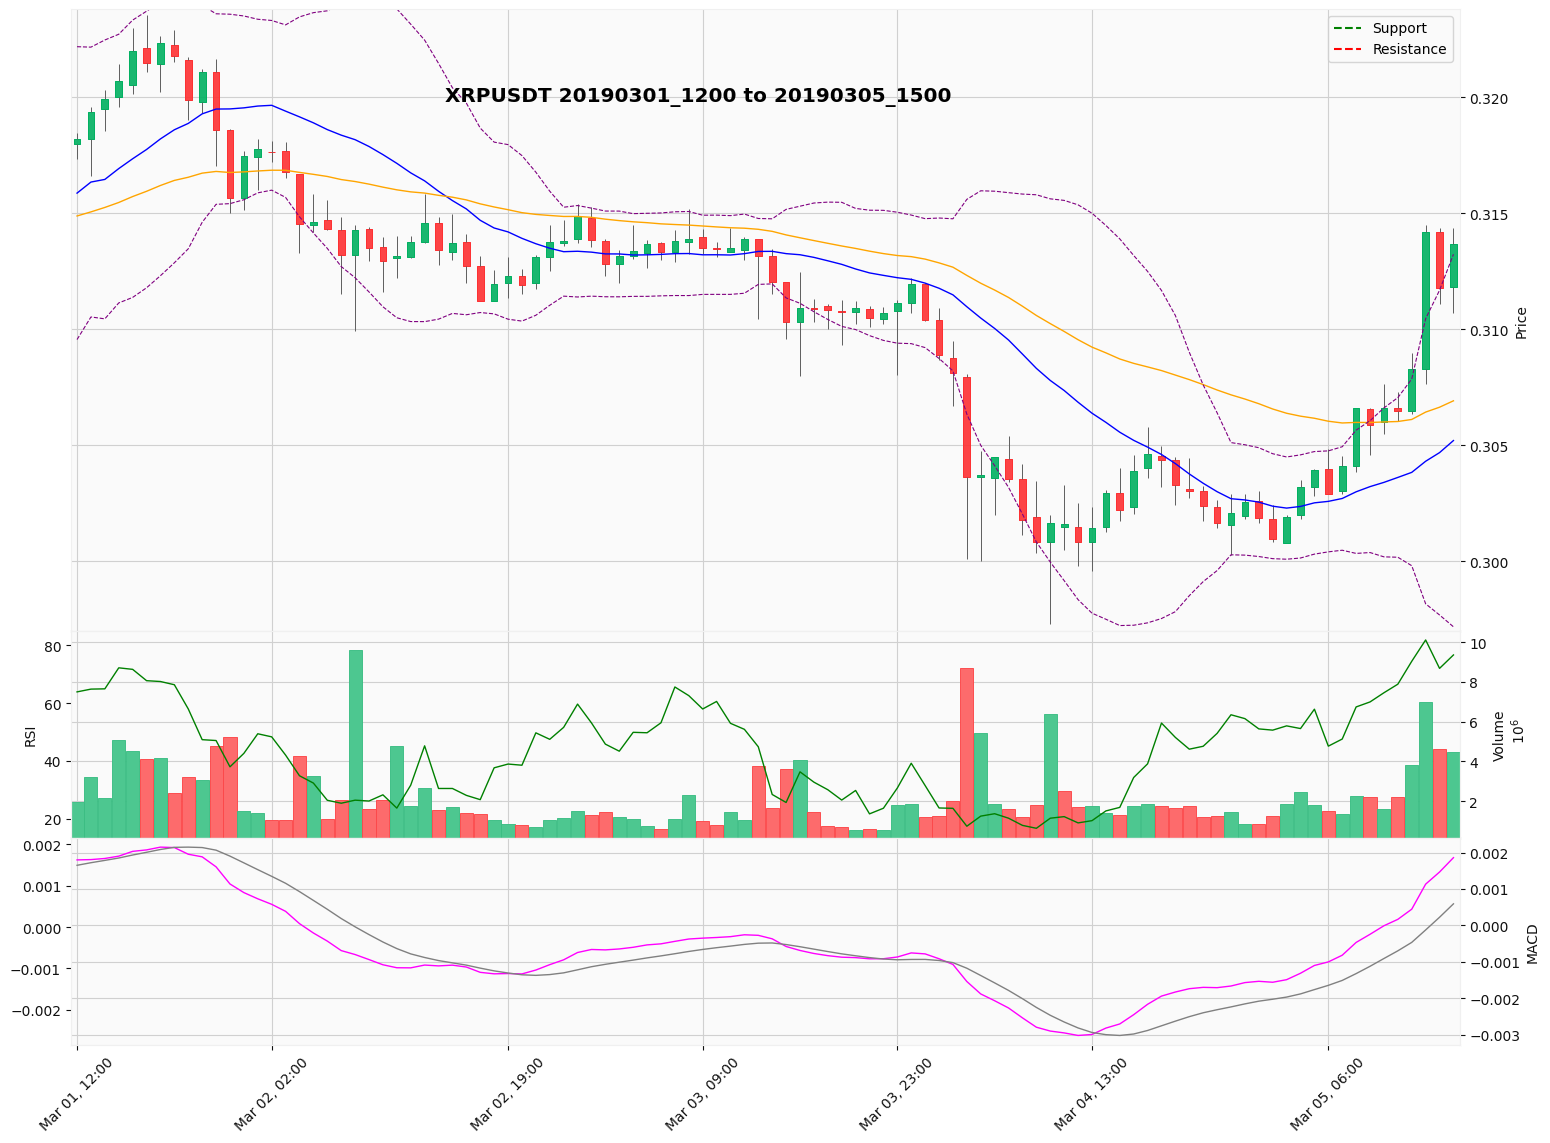 XRPUSDT 20190301_1200 to 20190305_1500
Support
Resistance
0.320
0.315
0.310
0.305
0.300
Price
80
60
40
20
RSI
10
8
6
4
2
Volume
10^6
0.002
0.001
0.000
−0.001
−0.002
0.002
0.001
0.000
−0.001
−0.002
−0.003
MACD
Mar 01, 12:00
Mar 02, 02:00
Mar 02, 19:00
Mar 03, 09:00
Mar 03, 23:00
Mar 04, 13:00
Mar 05, 06:00